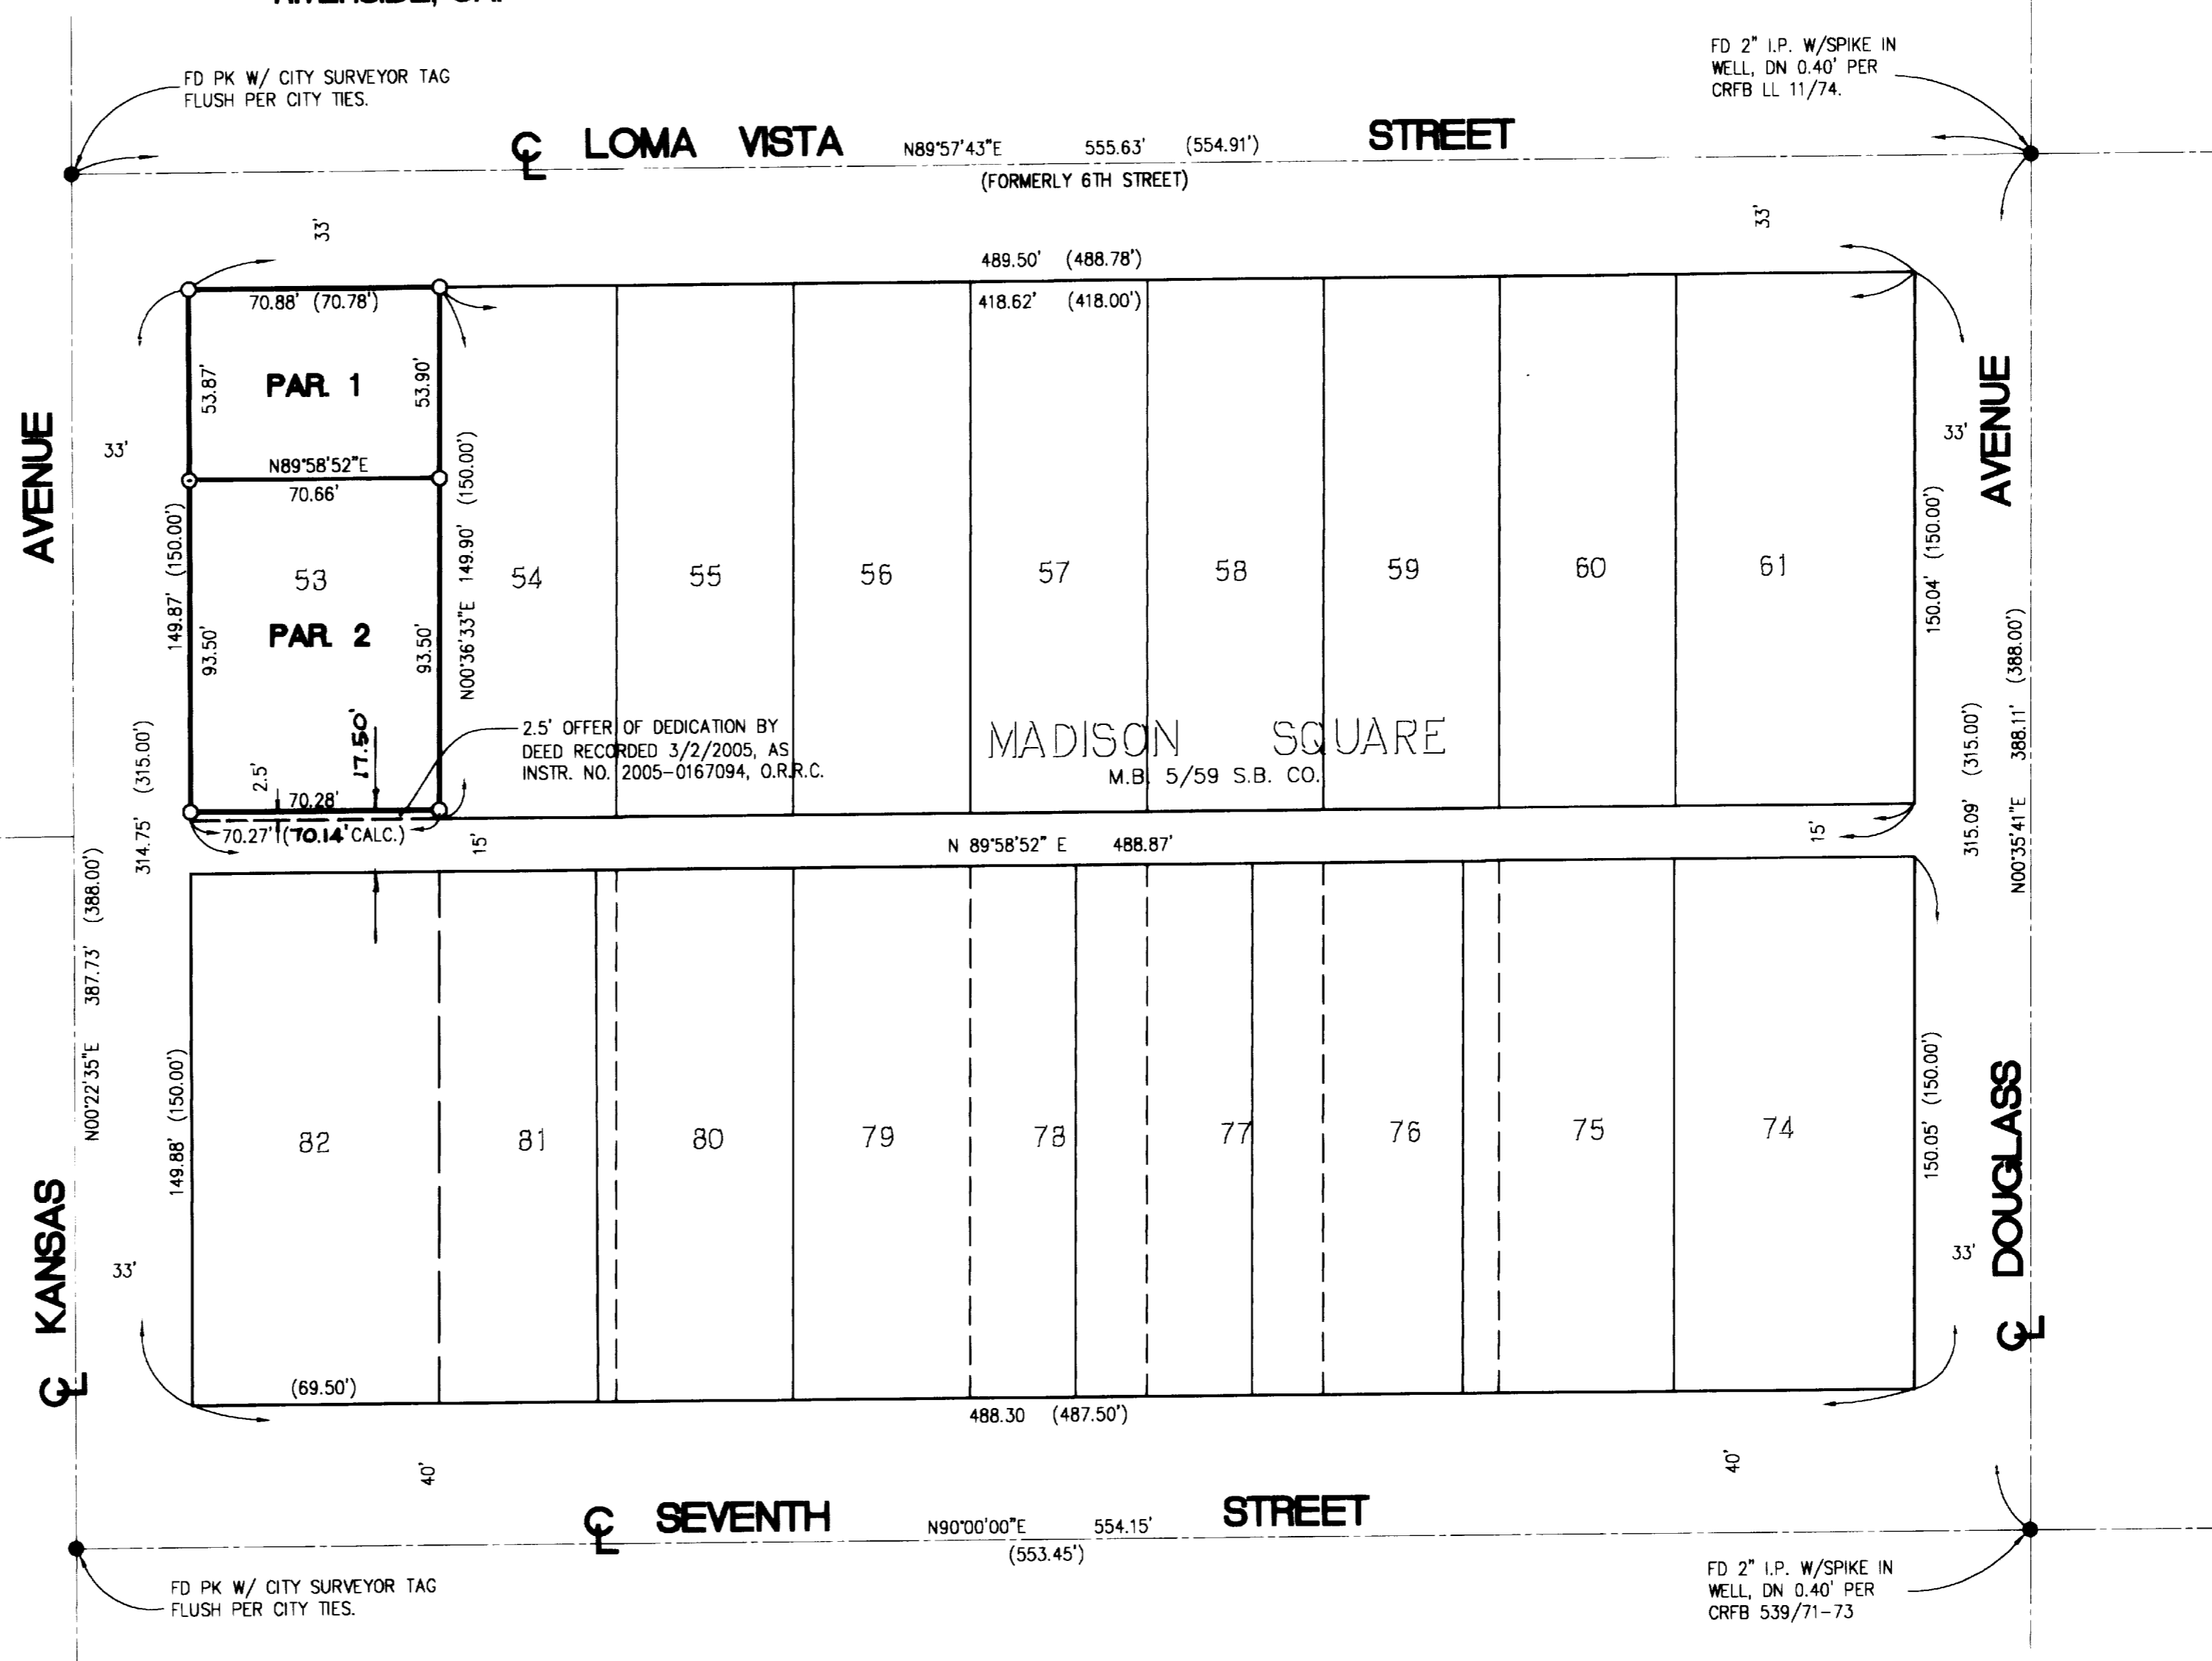 FD PK W/ CITY SURVEYOR TAG
FLUSH PER CITY TIES.
FD 2" I.P. W/SPIKE IN
WELL, DN 0.40' PER
CRFB LL 11/74.
℄ LOMA VISTA N89°57'43"E 555.63' (554.91') STREET
(FORMERLY 6TH STREET)
33'
33'
489.50' (488.78')
70.88' (70.78')
418.62' (418.00')
53.87'
PAR. 1
53.90'
AVENUE
33'
N89°58'52"E
70.66'
149.87' (150.00')
53
PAR. 2
93.50'
93.50'
N00°36'33"E 149.90' (150.00')
54
55
56
57
58
59
60
61
33'
AVENUE
150.04' (150.00')
2.5' OFFER OF DEDICATION BY
DEED RECORDED 3/2/2005, AS
INSTR. NO. 2005-0167094, O.R.R.C.
MADISON SQUARE
M.B. 5/59 S.B. CO.
2.5'
17.50'
70.28'
70.27' (70.14' CALC.)
15'
N 89°58'52" E 488.87'
15'
314.75' (315.00')
315.09' (315.00')
N00°22'35"E 387.73' (388.00')
N00°35'41"E 388.11' (388.00')
149.88' (150.00')
82
81
80
79
78
77
76
75
74
150.05' (150.00')
℄ KANSAS
33'
33'
℄ DOUGLASS
(69.50')
488.30 (487.50')
40'
40'
℄ SEVENTH N90°00'00"E 554.15' STREET
(553.45')
FD PK W/ CITY SURVEYOR TAG
FLUSH PER CITY TIES.
FD 2" I.P. W/SPIKE IN
WELL, DN 0.40' PER
CRFB 539/71-73